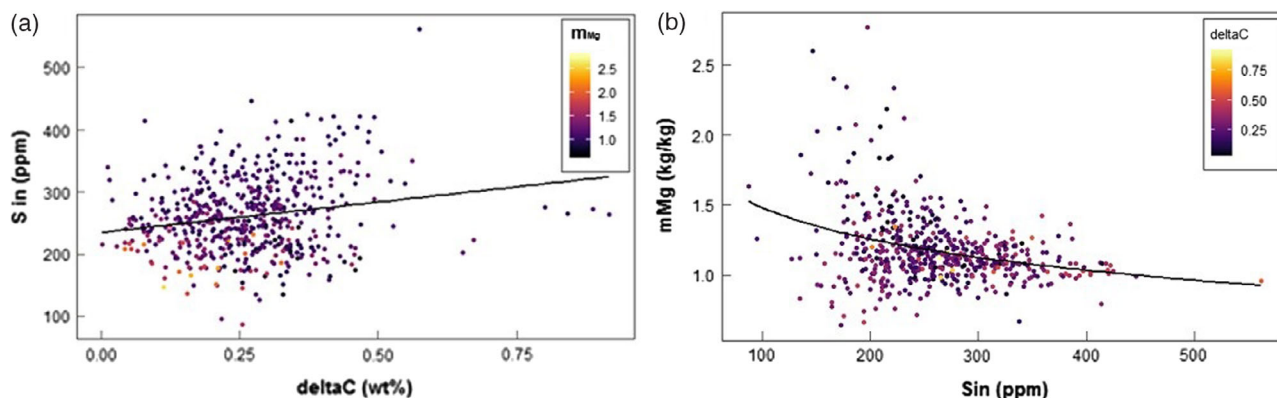 (a)
S in (ppm)
500
400
300
200
100
0.00 0.25 0.50 0.75
deltaC (wt%)
mMg
2.5
2.0
1.5
1.0
(b)
mMg (kg/kg)
2.5
2.0
1.5
1.0
100 200 300 400 500
Sin (ppm)
deltaC
0.75
0.50
0.25